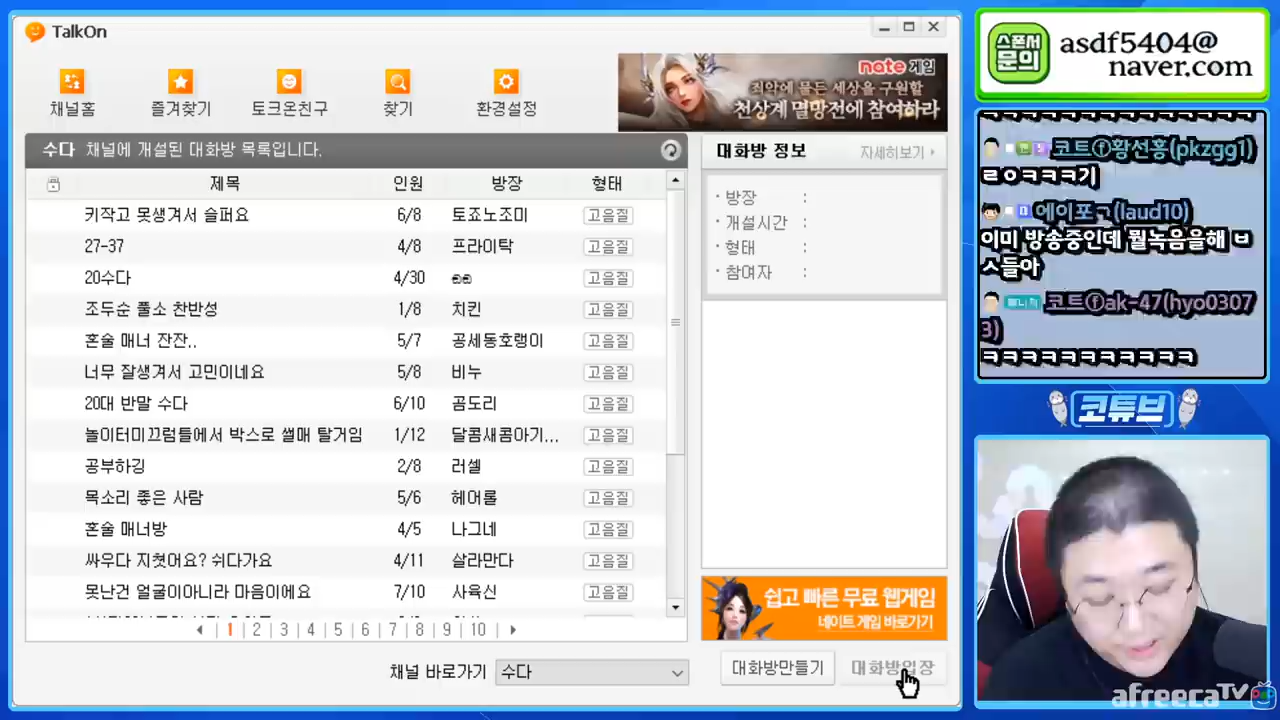 TalkOn
채널홈
즐겨찾기
토크온친구
찾기
환경설정
nate 게임
죄악에 물든 세상을 구원할
천상계 멸망전에 참여하라
수다 채널에 개설된 대화방 목록입니다.
제목 인원 방장 형태
키작고 못생겨서 슬퍼요 6/8 토죠노조미 고음질
27-37 4/8 프라이탁 고음질
20수다 4/30 고음질
조두순 풀소 찬반성 1/8 치킨 고음질
혼술 매너 잔잔.. 5/7 공세동호랭이 고음질
너무 잘생겨서 고민이네요 5/8 비누 고음질
20대 반말 수다 6/10 곰도리 고음질
놀이터미끄럼틀에서 박스로 썰매 탈거임 1/12 달콤새콤아기... 고음질
공부하깅 2/8 러셀 고음질
목소리 좋은 사람 5/6 헤어롤 고음질
혼술 매너방 4/5 나그네 고음질
싸우다 지쳣어요? 쉬다가요 4/11 살라만다 고음질
못난건 얼굴이아니라 마음이에요 7/10 사육신 고음질
1 2 3 4 5 6 7 8 9 10
채널 바로가기 수다
대화방 정보 자세히보기
· 방장 :
· 개설시간 :
· 형태 :
· 참여자 :
쉽고 빠른 무료 웹게임
네이트 게임 바로가기
대화방만들기
대화방입장
스폰서
문의
asdf5404@
naver.com
코트ⓕ황선홍(pkzgg1)
ㄹㅇㅋㅋㅋ기
에이포ㄱ(laud10)
이미 방송중인데 뭘녹음을해 ㅂ
ㅅ들아
코트ⓕak-47(hyo0307
3)
ㅋㅋㅋㅋㅋㅋㅋㅋㅋㅋㅋ
코튜브
afreecaTV